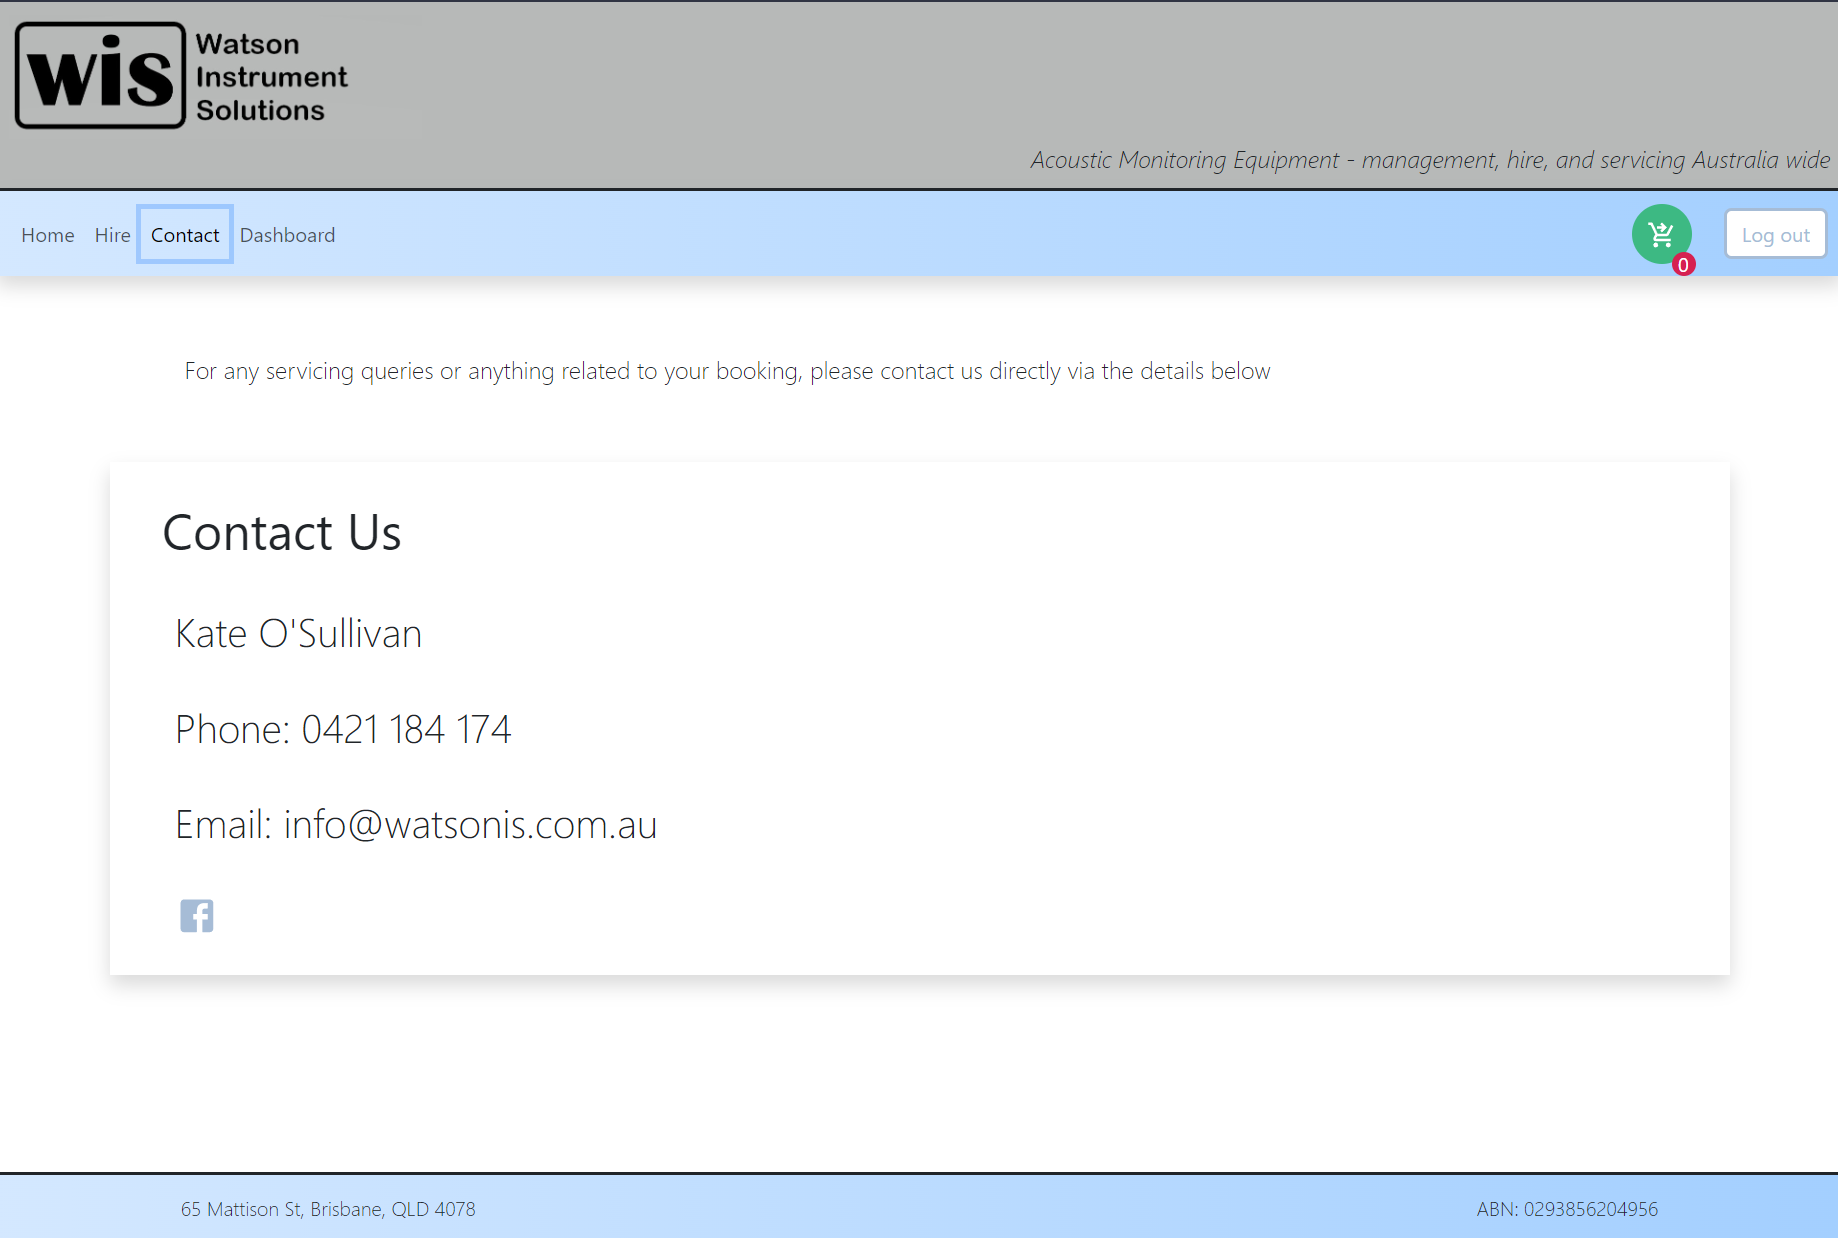 wis
Watson
Instrument
Solutions
Acoustic Monitoring Equipment - management, hire, and servicing Australia wide
Home Hire Contact Dashboard 0 Log out
For any servicing queries or anything related to your booking, please contact us directly via the details below
Contact Us
Kate O'Sullivan
Phone: 0421 184 174
Email: info@watsonis.com.au
65 Mattison St, Brisbane, QLD 4078
ABN: 0293856204956